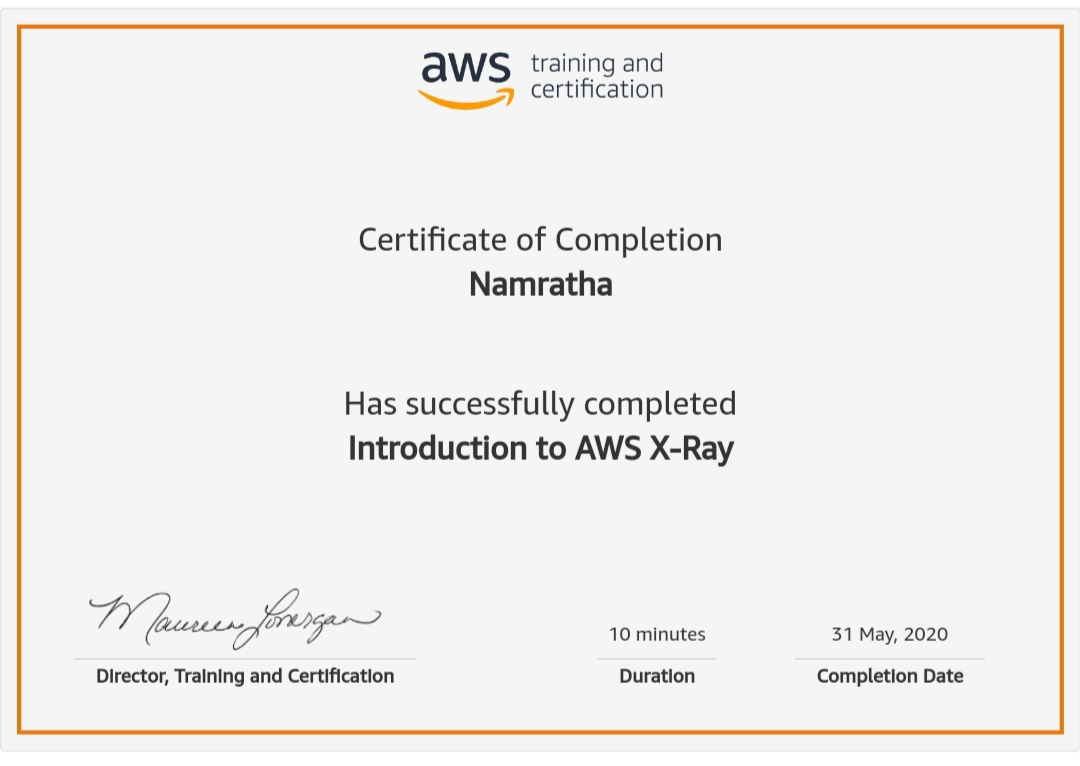 aws training and
certification
Certificate of Completion
Namratha
Has successfully completed
Introduction to AWS X-Ray
Maureen Lonergan
10 minutes
31 May, 2020
Director, Training and Certification
Duration
Completion Date